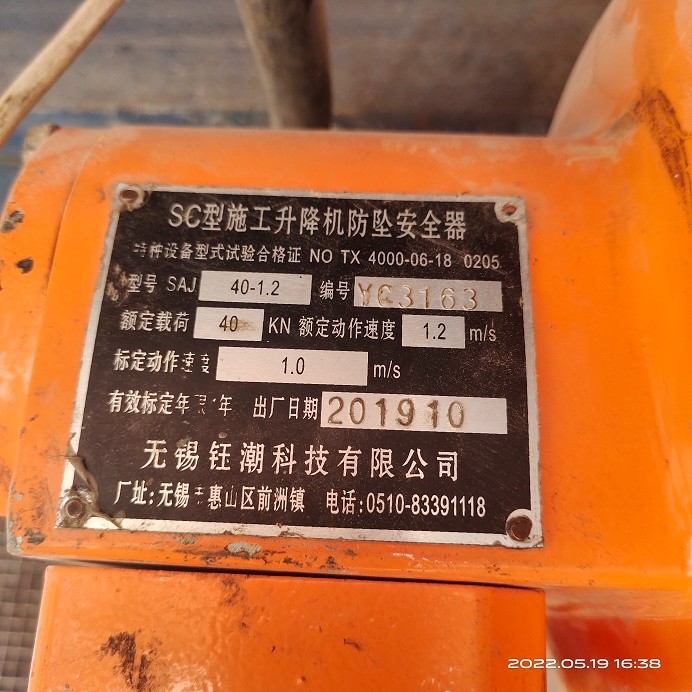 SC型施工升降机防坠安全器
特种设备型式试验合格证 NO TX 4000-06-18 0205
型号 SAJ 40-1.2 编号 YC3163
额定载荷 40 KN 额定动作速度 1.2 m/s
标定动作速度 1.0 m/s
有效标定年限1年 出厂日期 201910
无锡钰潮科技有限公司
厂址:无锡市惠山区前洲镇 电话:0510-83391118
2022.05.19 16:38